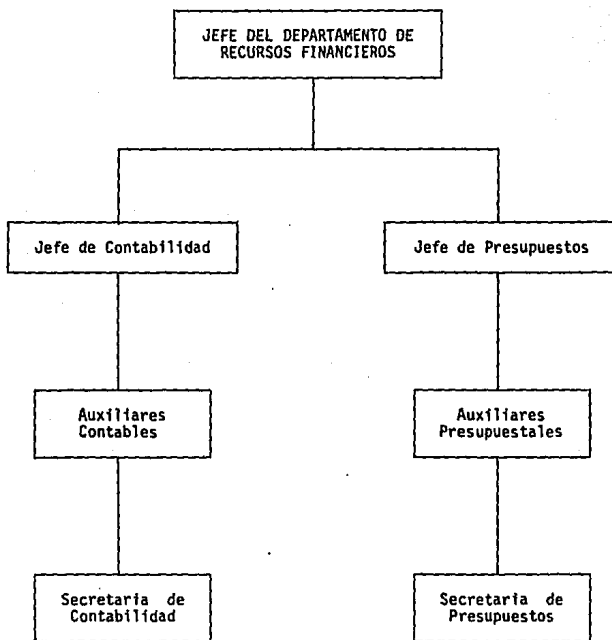 JEFE DEL DEPARTAMENTO DE
RECURSOS FINANCIEROS
Jefe de Contabilidad
Jefe de Presupuestos
Auxiliares
Contables
Auxiliares
Presupuestales
Secretaria de
Contabilidad
Secretaria de
Presupuestos